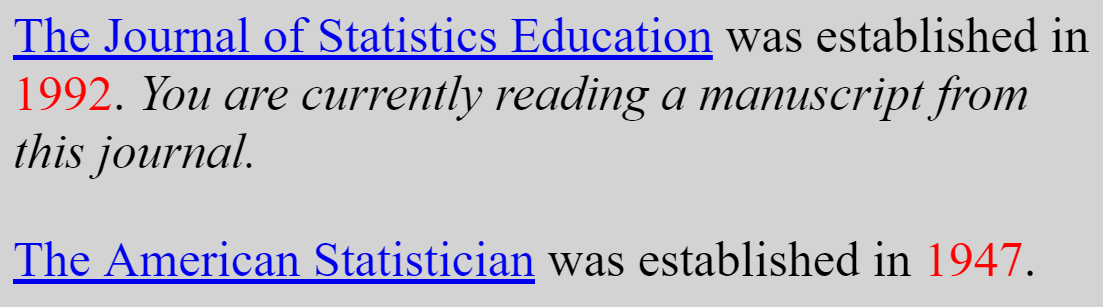 The Journal of Statistics Education was established in
1992. You are currently reading a manuscript from
this journal.
The American Statistician was established in 1947.